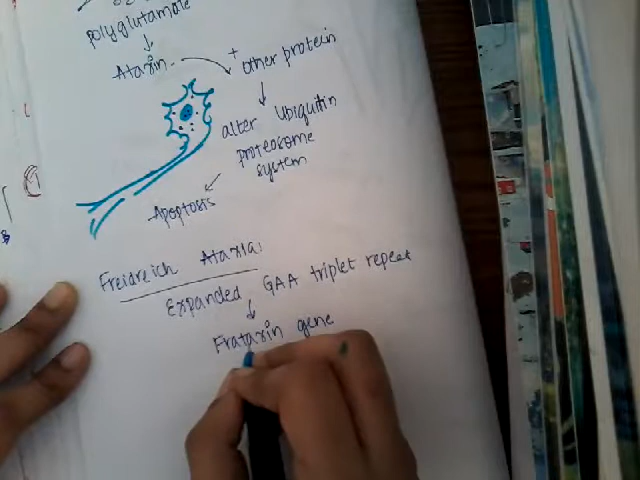 polyglutamate
↓
Ataxin. → + other protein
↓
alter Ubiquitin
proteosome
system
Apoptosis
Freidreich Ataxia:
Expanded GAA triplet repeat
↓
Frataxin gene